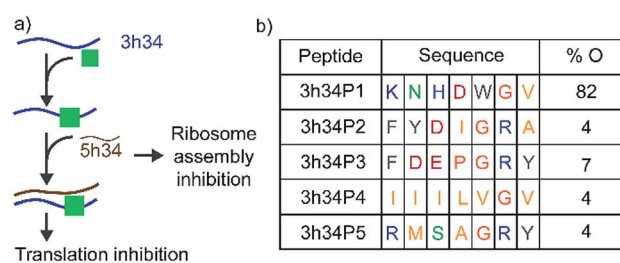 a)
3h34
5h34
Ribosome
assembly
inhibition
Translation inhibition
b)
Peptide Sequence % O
3h34P1 K N H D W G V 82
3h34P2 F Y D I G R A 4
3h34P3 F D E P G R Y 7
3h34P4 I I I L V G V 4
3h34P5 R M S A G R Y 4